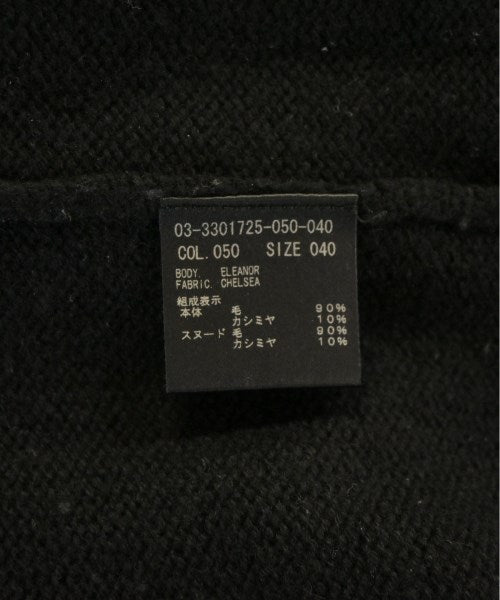 03-3301725-050-040
COL.050 SIZE 040
BODY. ELEANOR
FABRIC. CHELSEA
組成表示
本体 毛 90%
カシミヤ 10%
スヌード 毛 90%
カシミヤ 10%